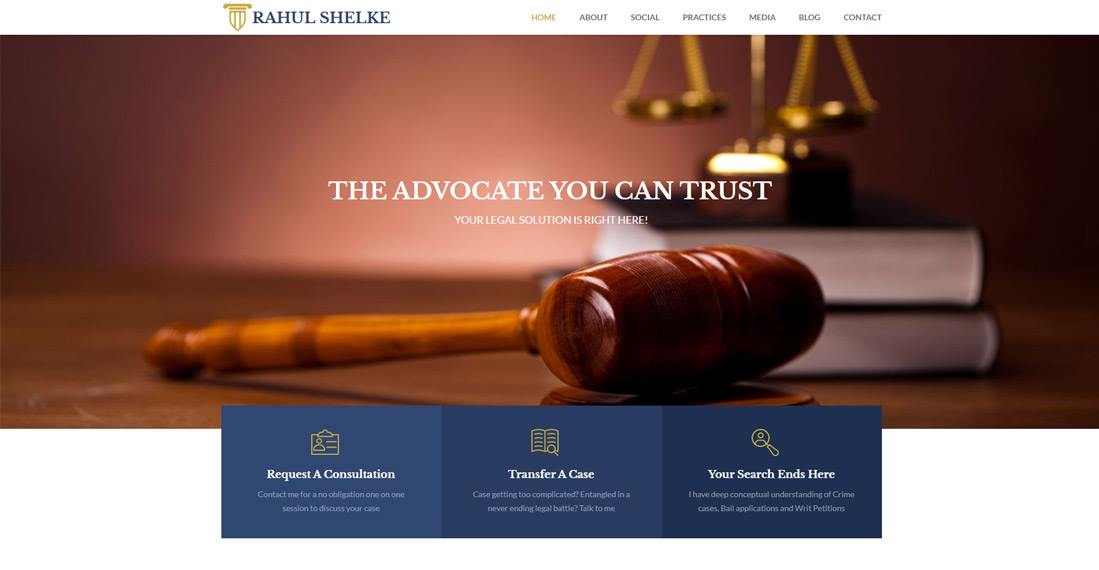 RAHUL SHELKE
HOME ABOUT SOCIAL PRACTICES MEDIA BLOG CONTACT
THE ADVOCATE YOU CAN TRUST
YOUR LEGAL SOLUTION IS RIGHT HERE!
Request A Consultation
Contact me for a no obligation one on one
session to discuss your case
Transfer A Case
Case getting too complicated? Entangled in a
never ending legal battle? Talk to me
Your Search Ends Here
I have deep conceptual understanding of Crime
cases, Bail applications and Writ Petitions